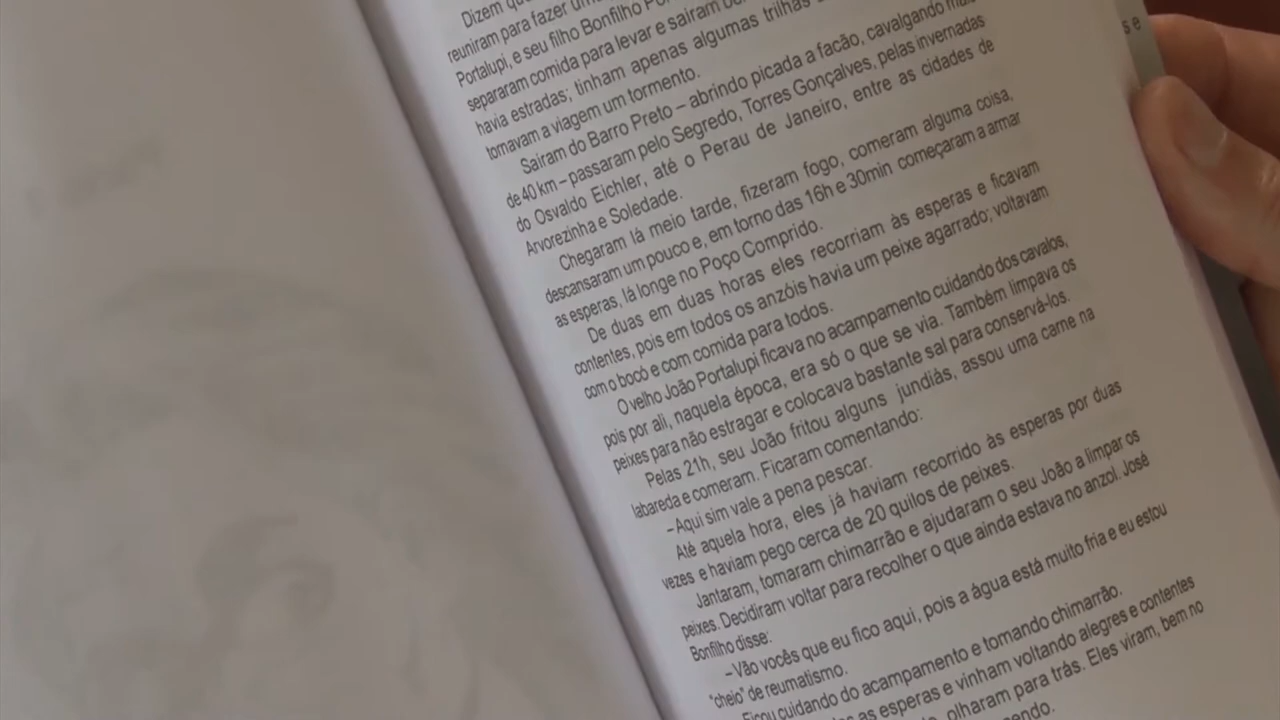 Dizem qu
reuniram para fazer uma
Portalupi, e seu filho Bonfilho
separaram comida para levar e saíram
havia estradas; tinham apenas algumas trilhas
tornavam a viagem um tormento.
Saíram do Barro Preto – abrindo picada a facão, cavalgando mais
de 40 km – passaram pelo Segredo, Torres Gonçalves, pelas invernadas
do Osvaldo Eichler, até o Perau de Janeiro, entre as cidades de
Arvorezinha e Soledade.
Chegaram lá meio tarde, fizeram fogo, comeram alguma coisa,
descansaram um pouco e, em torno das 16h e 30min começaram a armar
as esperas, lá longe no Poço Comprido.
De duas em duas horas eles recorriam às esperas e ficavam
contentes, pois em todos os anzóis havia um peixe agarrado; voltavam
com o bocó e com comida para todos.
O velho João Portalupi ficava no acampamento cuidando dos cavalos,
pois por ali, naquela época, era só o que se via. Também limpava os
peixes para não estragar e colocava bastante sal para conservá-los.
Pelas 21h, seu João fritou alguns jundiás, assou uma carne na
labareda e comeram. Ficaram comentando:
– Aqui sim vale a pena pescar.
Até aquela hora, eles já haviam recorrido às esperas por duas
vezes e haviam pego cerca de 20 quilos de peixes.
Jantaram, tomaram chimarrão e ajudaram o seu João a limpar os
peixes. Decidiram voltar para recolher o que ainda estava no anzol. José
Bonfilho disse:
– Vão vocês que eu fico aqui, pois a água está muito fria e eu estou
"cheio" de reumatismo.
Ficou cuidando do acampamento e tomando chimarrão.
as esperas e vinham voltando alegres e contentes
olharam para trás. Eles viram, bem no
s e